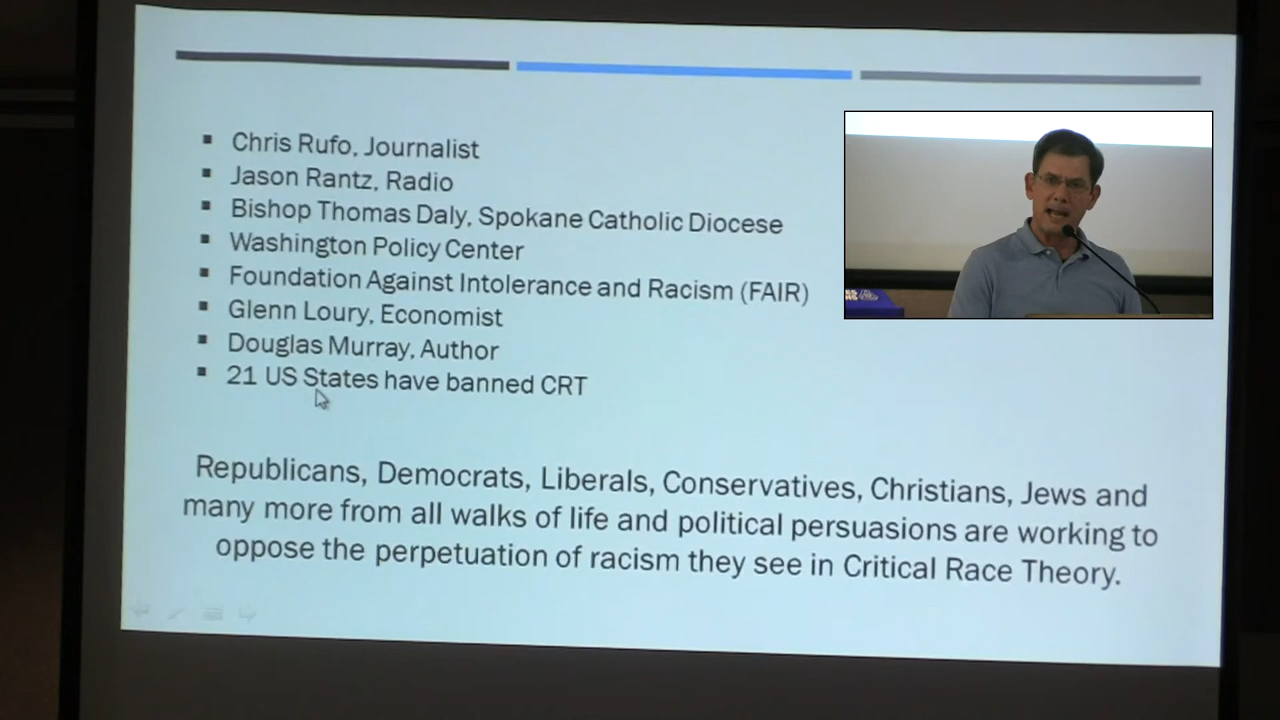 Chris Rufo, Journalist
Jason Rantz, Radio
Bishop Thomas Daly, Spokane Catholic Diocese
Washington Policy Center
Foundation Against Intolerance and Racism (FAIR)
Glenn Loury, Economist
Douglas Murray, Author
21 US States have banned CRT
Republicans, Democrats, Liberals, Conservatives, Christians, Jews and
many more from all walks of life and political persuasions are working to
oppose the perpetuation of racism they see in Critical Race Theory.